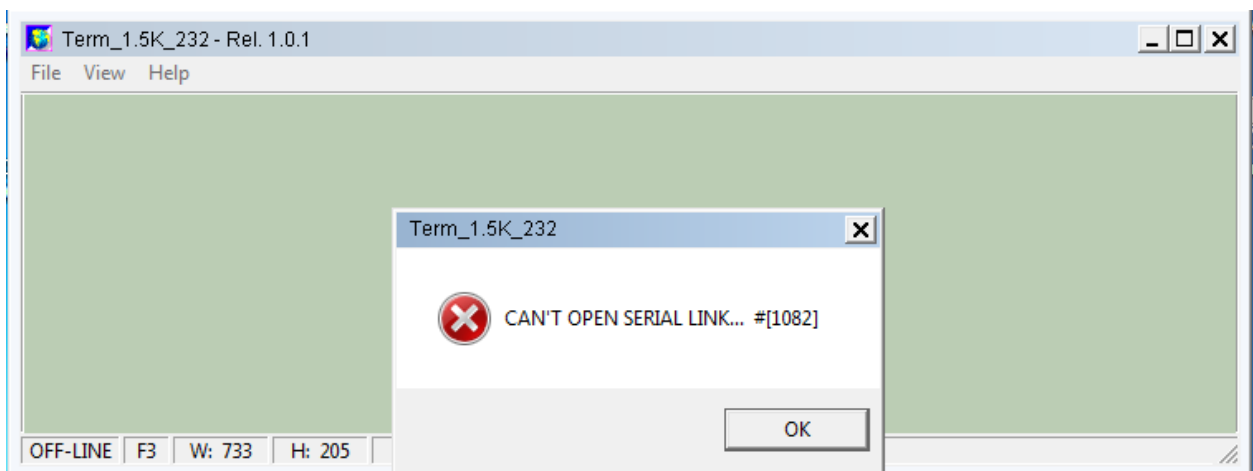 Term_1.5K_232 - Rel. 1.0.1
File View Help
Term_1.5K_232
CAN'T OPEN SERIAL LINK... #[1082]
OK
OFF-LINE F3 W: 733 H: 205